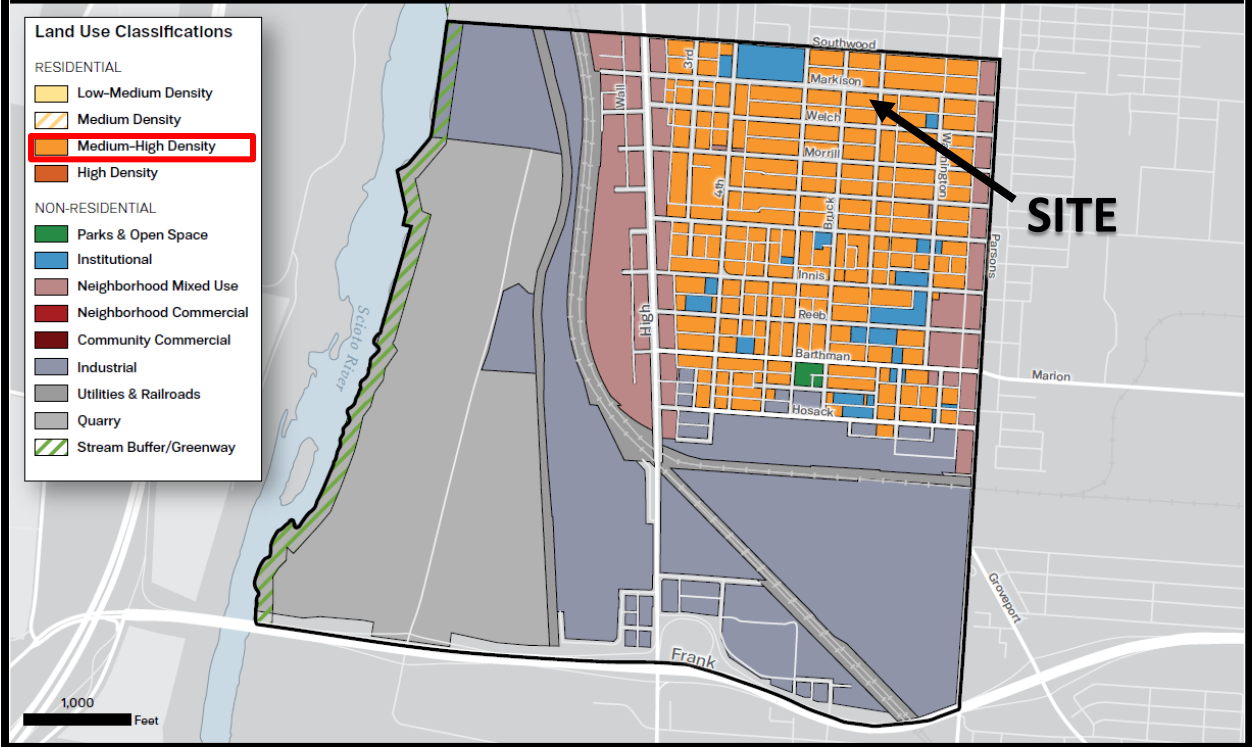 Land Use Classifications
RESIDENTIAL
Low-Medium Density
Medium Density
Medium-High Density
High Density
NON-RESIDENTIAL
Parks & Open Space
Institutional
Neighborhood Mixed Use
Neighborhood Commercial
Community Commercial
Industrial
Utilities & Railroads
Quarry
Stream Buffer/Greenway
Southwood
3rd
Markison
Wall
Welch
Morrill
Washington
4th
SITE
Bruck
Parsons
Innis
High
Reeb
Scioto River
Barthman
Marion
Hosack
Groveport
Frank
1,000
Feet